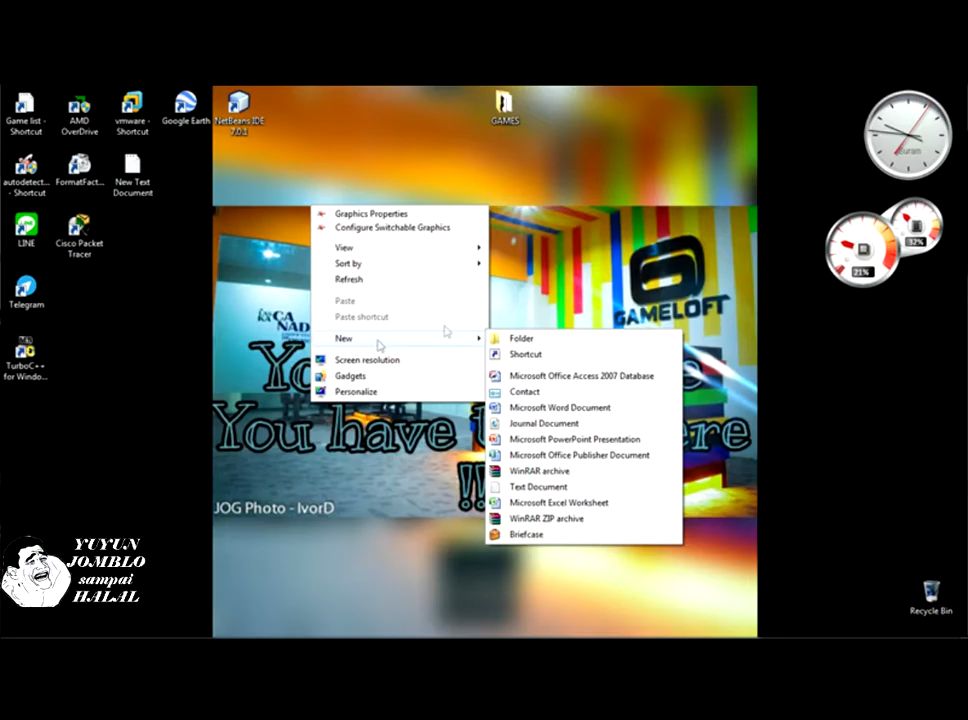 Game list -
Shortcut
AMD
OverDrive
vmware -
Shortcut
Google Earth
NetBeans IDE
7.0.1
GAMES
autodetect...
- Shortcut
FormatFact...
New Text
Document
LINE
Cisco Packet
Tracer
Telegram
TurboC++
for Windo...
Graphics Properties
Configure Switchable Graphics
View
Sort by
Refresh
Paste
Paste shortcut
New
Screen resolution
Gadgets
Personalize
Folder
Shortcut
Microsoft Office Access 2007 Database
Contact
Microsoft Word Document
Journal Document
Microsoft PowerPoint Presentation
Microsoft Office Publisher Document
WinRAR archive
Text Document
Microsoft Excel Worksheet
WinRAR ZIP archive
Briefcase
GAMELOFT
CA
NAD
You have
!!
JOG Photo - IvorD
32%
21%
YUYUN
JOMBLO
sampai
HALAL
Recycle Bin